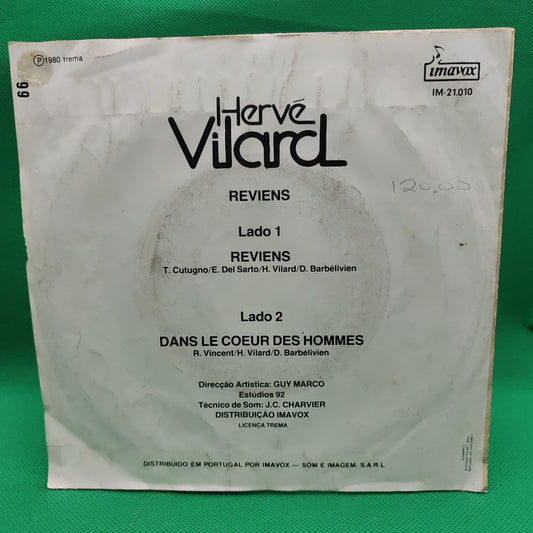 ℗ 1980 trema
imavox
IM-21.010
99
Hervé
Vilard
120,00
REVIENS
Lado 1
REVIENS
T. Cutugno/E. Del Sarto/H. Vilard/D. Barbélivien
Lado 2
DANS LE COEUR DES HOMMES
R. Vincent/H. Vilard/D. Barbélivien
Direcção Artística: GUY MARCO
Estúdios 92
Técnico de Som: J.C. CHARVIER
DISTRIBUIÇÃO IMAVOX
LICENÇA TREMA
DISTRIBUIDO EM PORTUGAL POR IMAVOX — SOM E IMAGEM, S.A.R.L.